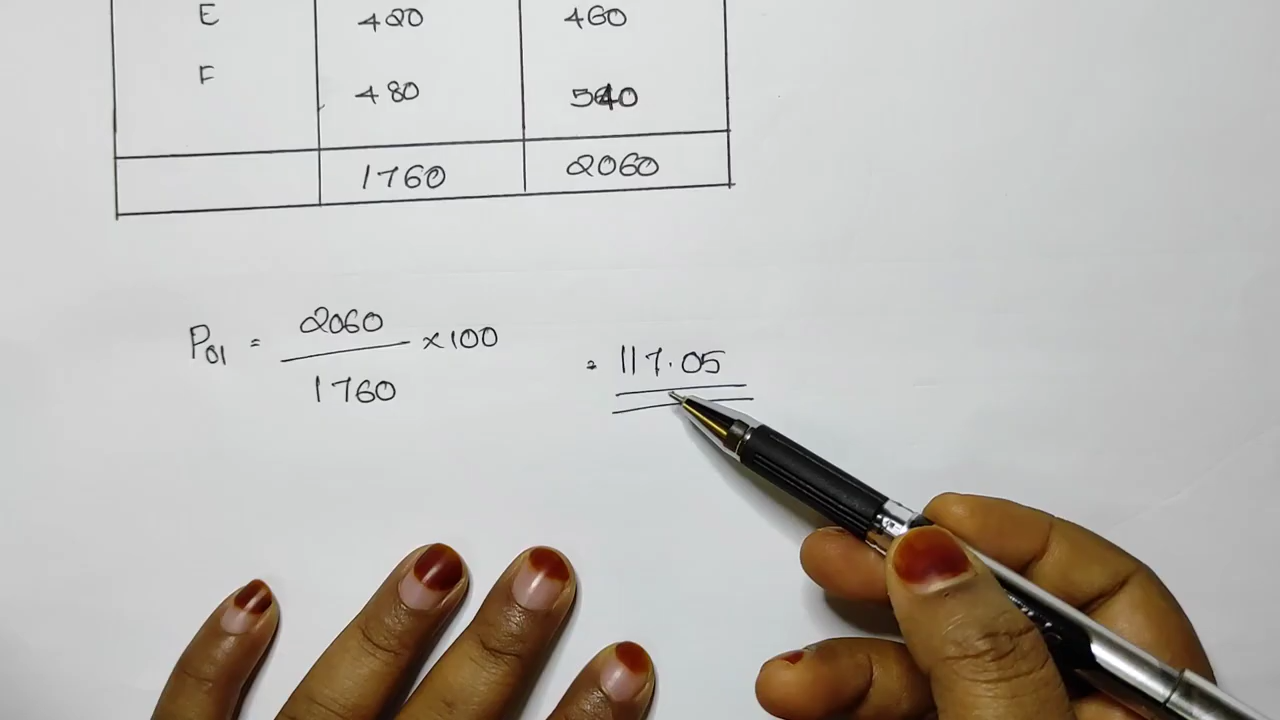 E 420 460
F 480 540
1760 2060
P01 = 2060 / 1760 ×100 = 117.05